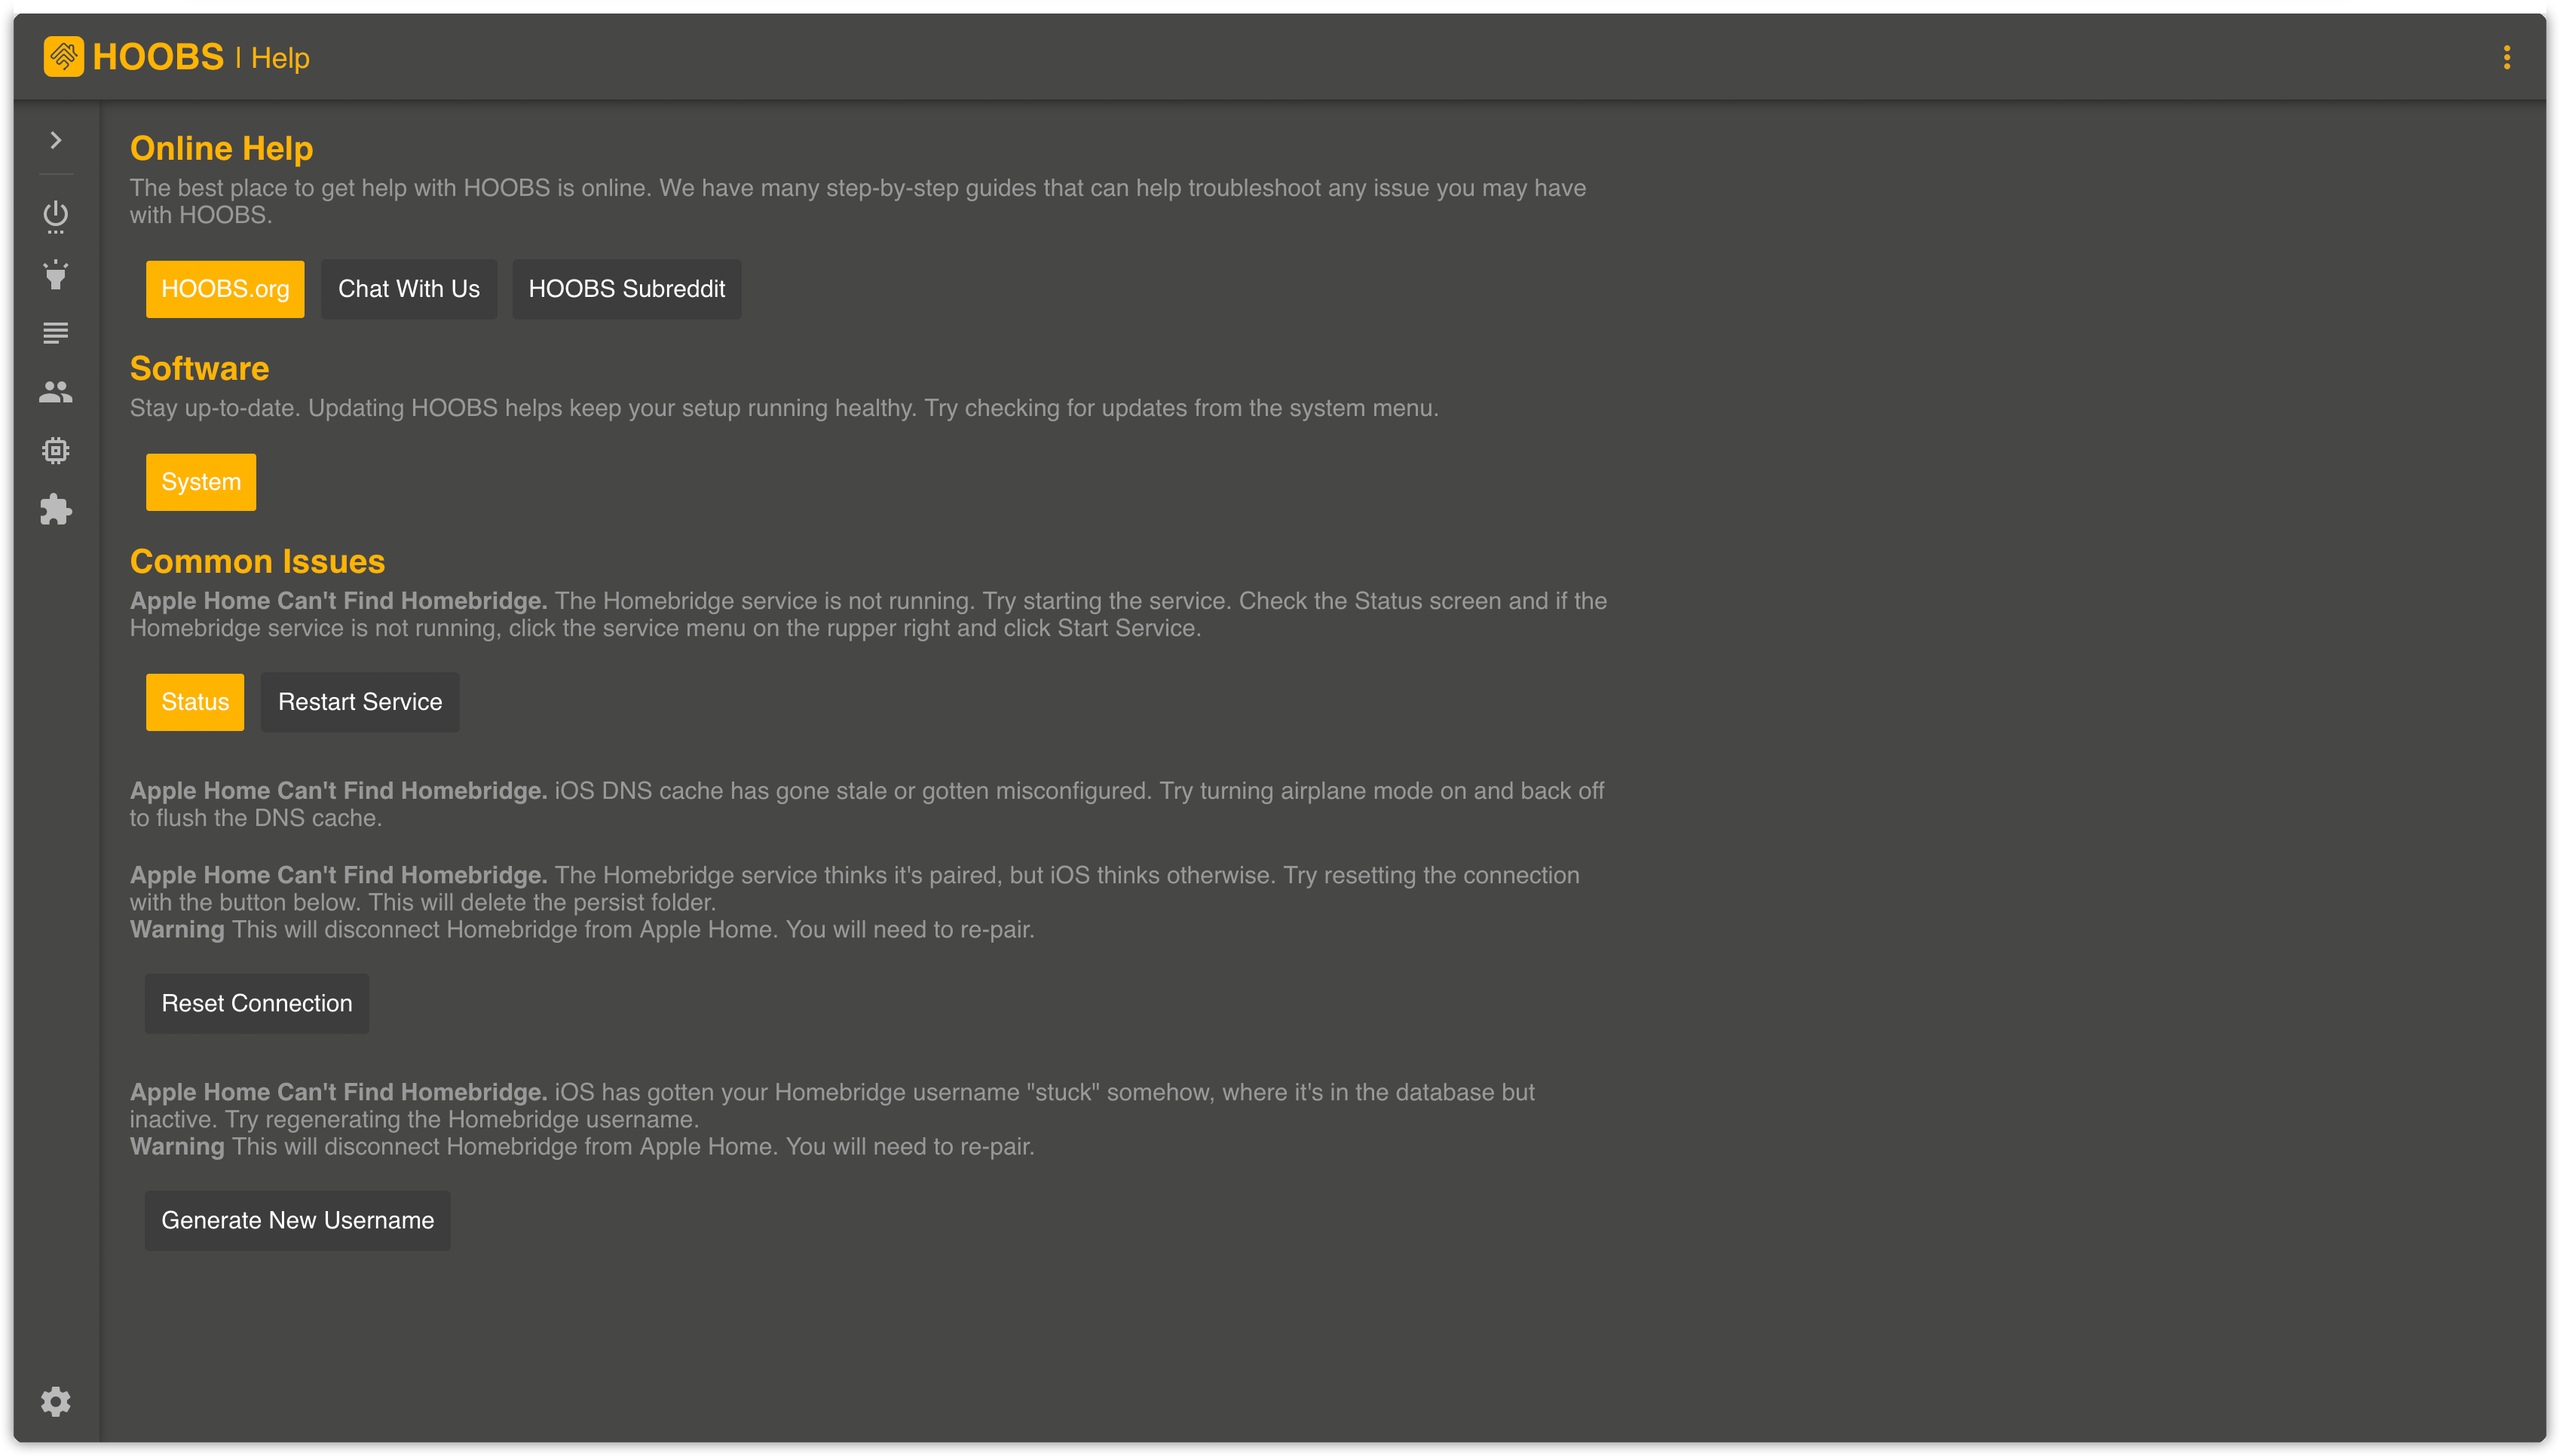 HOOBS | Help
Online Help
The best place to get help with HOOBS is online. We have many step-by-step guides that can help troubleshoot any issue you may have
with HOOBS.
HOOBS.org Chat With Us HOOBS Subreddit
Software
Stay up-to-date. Updating HOOBS helps keep your setup running healthy. Try checking for updates from the system menu.
System
Common Issues
Apple Home Can't Find Homebridge. The Homebridge service is not running. Try starting the service. Check the Status screen and if the
Homebridge service is not running, click the service menu on the rupper right and click Start Service.
Status Restart Service
Apple Home Can't Find Homebridge. iOS DNS cache has gone stale or gotten misconfigured. Try turning airplane mode on and back off
to flush the DNS cache.
Apple Home Can't Find Homebridge. The Homebridge service thinks it's paired, but iOS thinks otherwise. Try resetting the connection
with the button below. This will delete the persist folder.
Warning This will disconnect Homebridge from Apple Home. You will need to re-pair.
Reset Connection
Apple Home Can't Find Homebridge. iOS has gotten your Homebridge username "stuck" somehow, where it's in the database but
inactive. Try regenerating the Homebridge username.
Warning This will disconnect Homebridge from Apple Home. You will need to re-pair.
Generate New Username